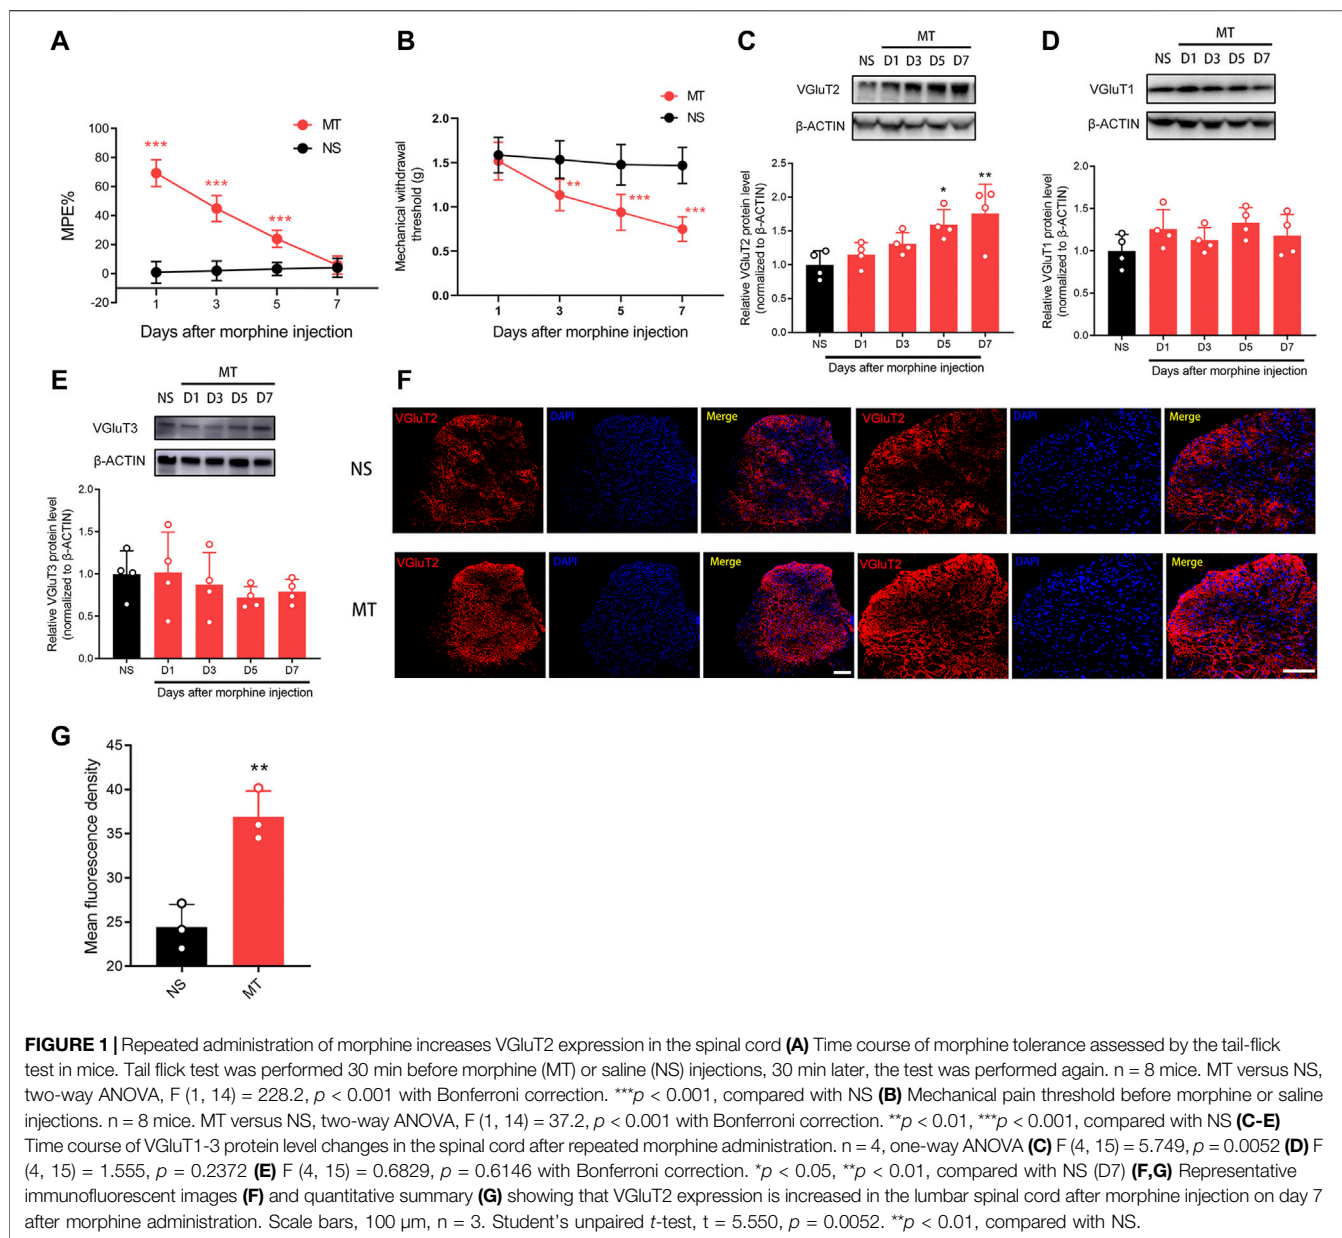 A
MT
NS
MPE%
100
80
60
40
20
0
-20
***
***
***
1
3
5
7
Days after morphine injection
B
MT
NS
Mechanical withdrawal
threshold (g)
2.0
1.5
1.0
0.5
0.0
**
***
***
1
3
5
7
Days after morphine injection
C
MT
NS D1 D3 D5 D7
VGluT2
β-ACTIN
Relative VGluT2 protein level
(normalized to β-ACTIN)
2.5
2.0
1.5
1.0
0.5
0.0
*
**
NS D1 D3 D5 D7
Days after morphine injection
D
MT
NS D1 D3 D5 D7
VGluT1
β-ACTIN
Relative VGluT1 protein level
(normalized to β-ACTIN)
2.0
1.5
1.0
0.5
0.0
NS D1 D3 D5 D7
Days after morphine injection
E
MT
NS D1 D3 D5 D7
VGluT3
β-ACTIN
Relative VGluT3 protein level
(normalized to β-ACTIN)
2.0
1.5
1.0
0.5
0.0
NS D1 D3 D5 D7
Days after morphine injection
F
NS
VGluT2 DAPI Merge VGluT2 DAPI Merge
MT
VGluT2 DAPI Merge VGluT2 DAPI Merge
G
Mean fluorescence density
45
40
35
30
25
20
**
NS
MT
FIGURE 1 | Repeated administration of morphine increases VGluT2 expression in the spinal cord (A) Time course of morphine tolerance assessed by the tail-flick
test in mice. Tail flick test was performed 30 min before morphine (MT) or saline (NS) injections, 30 min later, the test was performed again. n = 8 mice. MT versus NS,
two-way ANOVA, F (1, 14) = 228.2, p < 0.001 with Bonferroni correction. ***p < 0.001, compared with NS (B) Mechanical pain threshold before morphine or saline
injections. n = 8 mice. MT versus NS, two-way ANOVA, F (1, 14) = 37.2, p < 0.001 with Bonferroni correction. **p < 0.01, ***p < 0.001, compared with NS (C-E)
Time course of VGluT1-3 protein level changes in the spinal cord after repeated morphine administration. n = 4, one-way ANOVA (C) F (4, 15) = 5.749, p = 0.0052 (D) F
(4, 15) = 1.555, p = 0.2372 (E) F (4, 15) = 0.6829, p = 0.6146 with Bonferroni correction. *p < 0.05, **p < 0.01, compared with NS (D7) (F,G) Representative
immunofluorescent images (F) and quantitative summary (G) showing that VGluT2 expression is increased in the lumbar spinal cord after morphine injection on day 7
after morphine administration. Scale bars, 100 μm, n = 3. Student's unpaired t-test, t = 5.550, p = 0.0052. **p < 0.01, compared with NS.